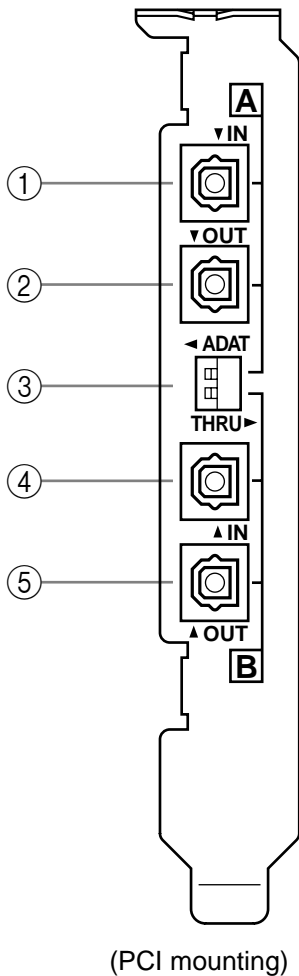 A
▼IN
①
▼OUT
②
◄ ADAT
③
THRU►
④
▲IN
⑤
▲OUT
B
(PCI mounting)